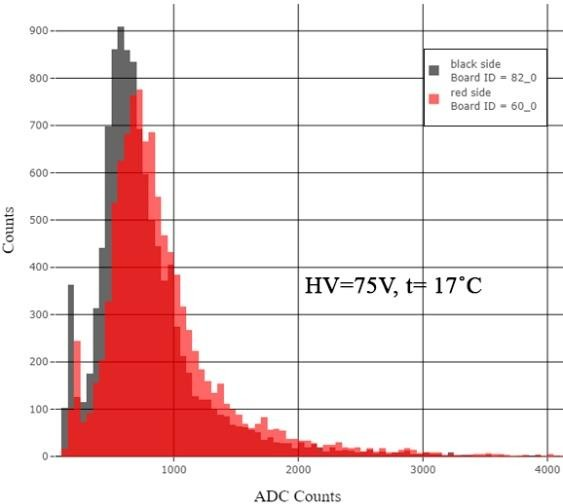 900
800
700
600
500
400
300
200
100
0
Counts
black side
Board ID = 82_0
red side
Board ID = 60_0
HV=75V, t= 17˚C
1000
2000
3000
4000
ADC Counts